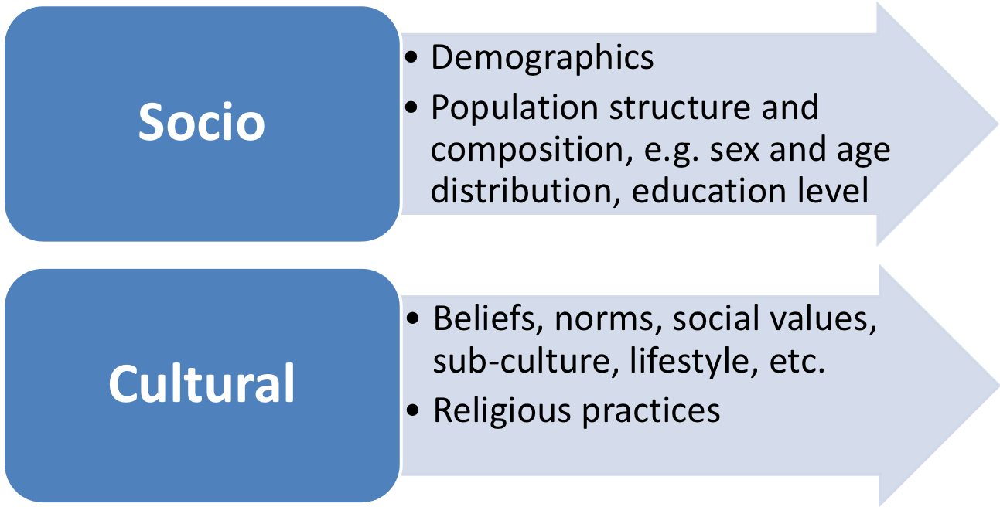 Socio
• Demographics
• Population structure and
composition, e.g. sex and age
distribution, education level
Cultural
• Beliefs, norms, social values,
sub-culture, lifestyle, etc.
• Religious practices